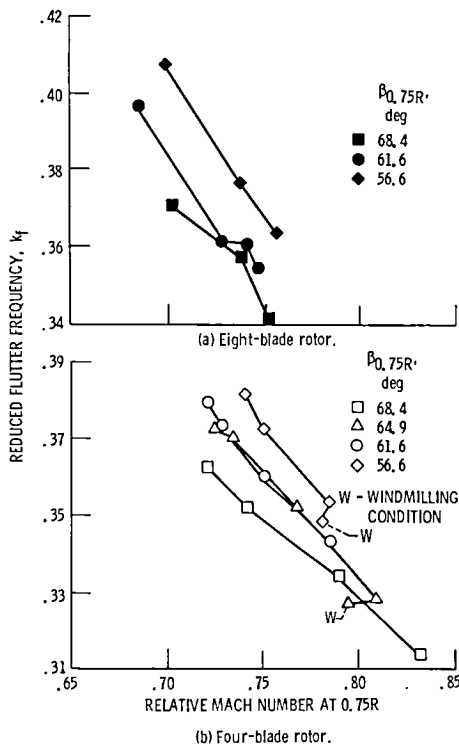 .42
.40
.38
.36
.34
β0.75R,
deg
68.4
61.6
56.6
(a) Eight-blade rotor.
REDUCED FLUTTER FREQUENCY, kf
.39
.37
.35
.33
.31
β0.75R,
deg
68.4
64.9
61.6
56.6
W - WINDMILLING
CONDITION
W
W
.65
.70
.75
.80
.85
RELATIVE MACH NUMBER AT 0.75R
(b) Four-blade rotor.